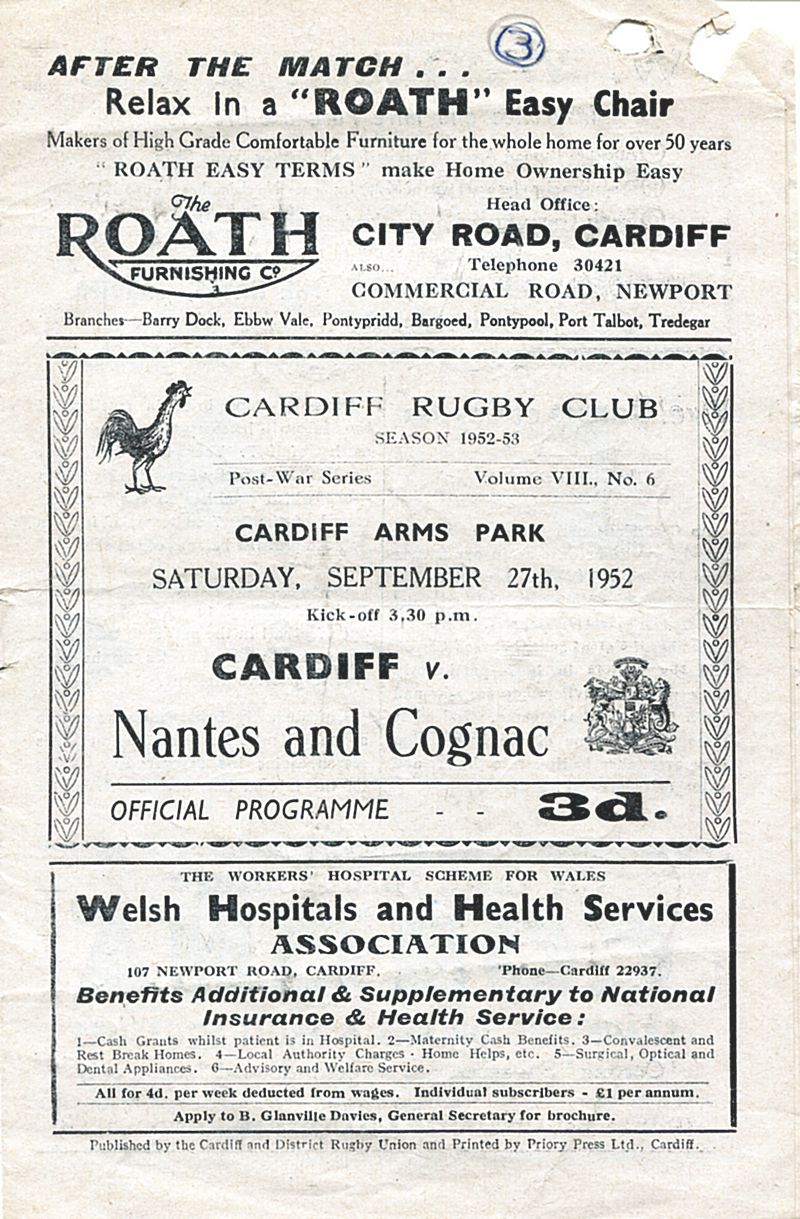 3
AFTER THE MATCH . . .
Relax in a "ROATH" Easy Chair
Makers of High Grade Comfortable Furniture for the whole home for over 50 years
"ROATH EASY TERMS" make Home Ownership Easy
The
ROATH
FURNISHING Co
Head Office:
CITY ROAD, CARDIFF
ALSO... Telephone 30421
COMMERCIAL ROAD, NEWPORT
Branches—Barry Dock, Ebbw Vale, Pontypridd, Bargoed, Pontypool, Port Talbot, Tredegar
CARDIFF RUGBY CLUB
SEASON 1952-53
Post-War Series Volume VIII., No. 6
CARDIFF ARMS PARK
SATURDAY, SEPTEMBER 27th, 1952
Kick-off 3.30 p.m.
CARDIFF v.
Nantes and Cognac
OFFICIAL PROGRAMME - - 3d.
THE WORKERS' HOSPITAL SCHEME FOR WALES
Welsh Hospitals and Health Services
ASSOCIATION
107 NEWPORT ROAD, CARDIFF. 'Phone—Cardiff 22937.
Benefits Additional & Supplementary to National
Insurance & Health Service:
1—Cash Grants whilst patient is in Hospital. 2—Maternity Cash Benefits. 3—Convalescent and
Rest Break Homes. 4—Local Authority Charges - Home Helps, etc. 5—Surgical, Optical and
Dental Appliances. 6—Advisory and Welfare Service.
All for 4d. per week deducted from wages. Individual subscribers - £1 per annum.
Apply to B. Glanville Davies, General Secretary for brochure.
Published by the Cardiff and District Rugby Union and Printed by Priory Press Ltd., Cardiff.